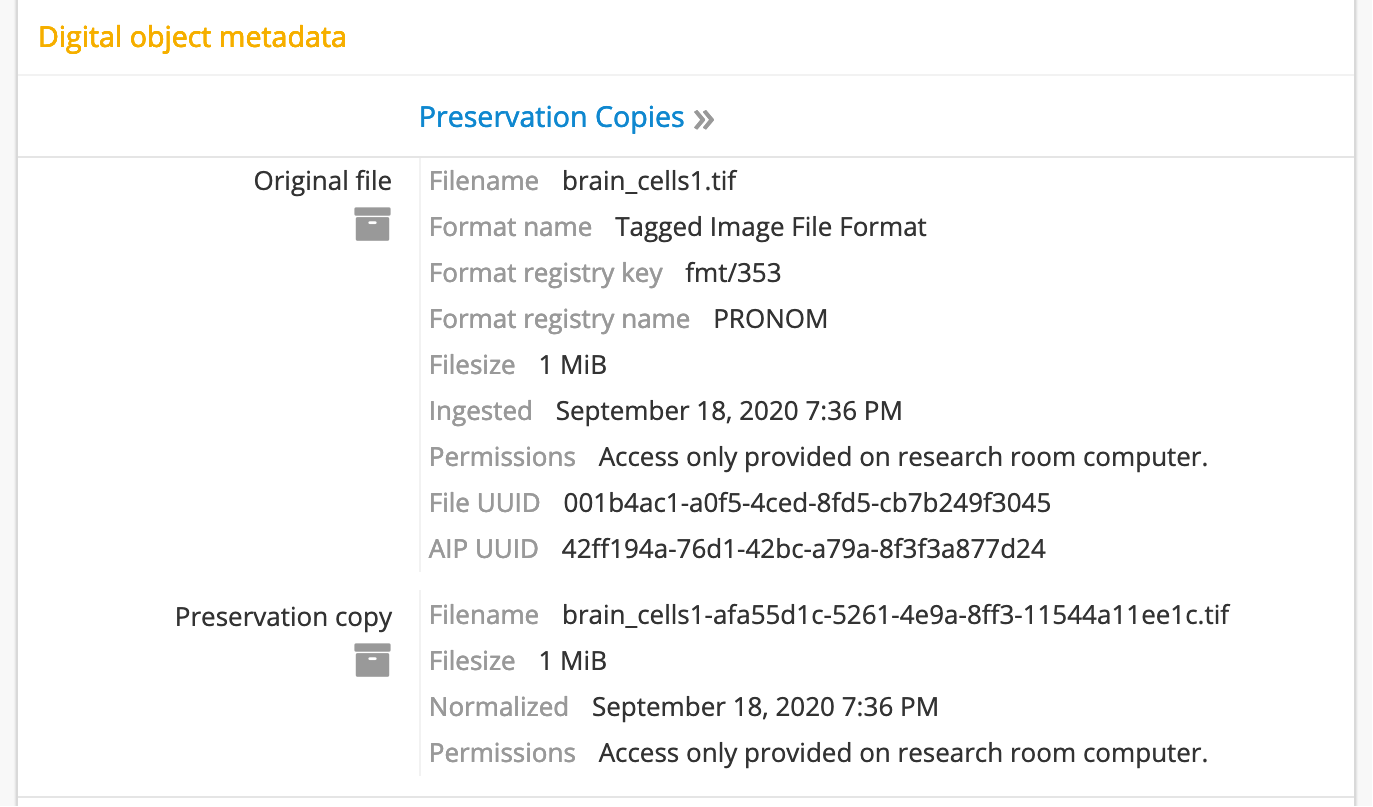 Digital object metadata
Preservation Copies »
Original file
Filename brain_cells1.tif
Format name Tagged Image File Format
Format registry key fmt/353
Format registry name PRONOM
Filesize 1 MiB
Ingested September 18, 2020 7:36 PM
Permissions Access only provided on research room computer.
File UUID 001b4ac1-a0f5-4ced-8fd5-cb7b249f3045
AIP UUID 42ff194a-76d1-42bc-a79a-8f3f3a877d24
Preservation copy
Filename brain_cells1-afa55d1c-5261-4e9a-8ff3-11544a11ee1c.tif
Filesize 1 MiB
Normalized September 18, 2020 7:36 PM
Permissions Access only provided on research room computer.